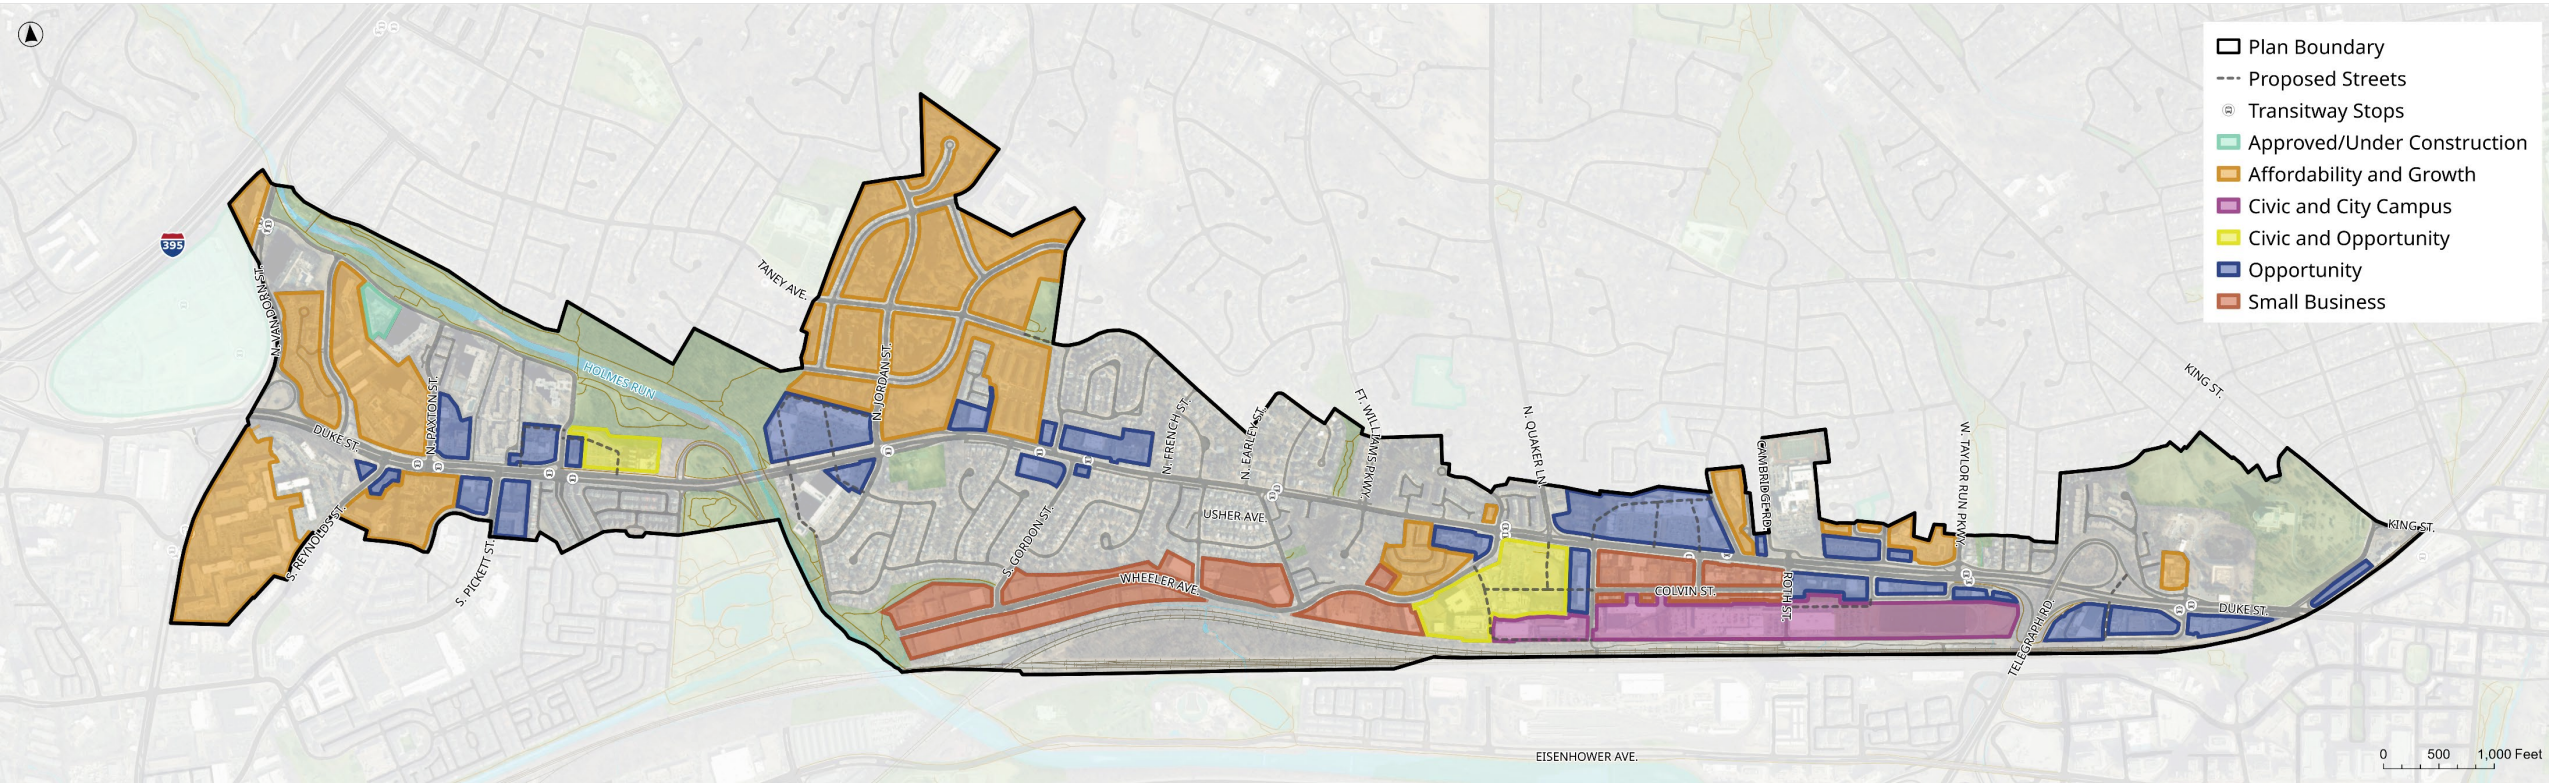 Plan Boundary
Proposed Streets
Transitway Stops
Approved/Under Construction
Affordability and Growth
Civic and City Campus
Civic and Opportunity
Opportunity
Small Business
395
N. VAN DORN ST.
TANEY AVE.
HOLMES RUN
N. JORDAN ST.
N. PAXTON ST.
DUKE ST.
S. REYNOLDS ST.
S. PICKETT ST.
S. GORDON ST.
N. FRENCH ST.
N. EARLEY ST.
FT. WILLIAMS PKWY.
USHER AVE.
WHEELER AVE.
N. QUAKER LN.
CAMBRIDGE RD.
COLVIN ST.
ROTH ST.
W. TAYLOR RUN PKWY.
TELEGRAPH RD.
DUKE ST.
KING ST.
KING ST.
EISENHOWER AVE.
0 500 1,000 Feet